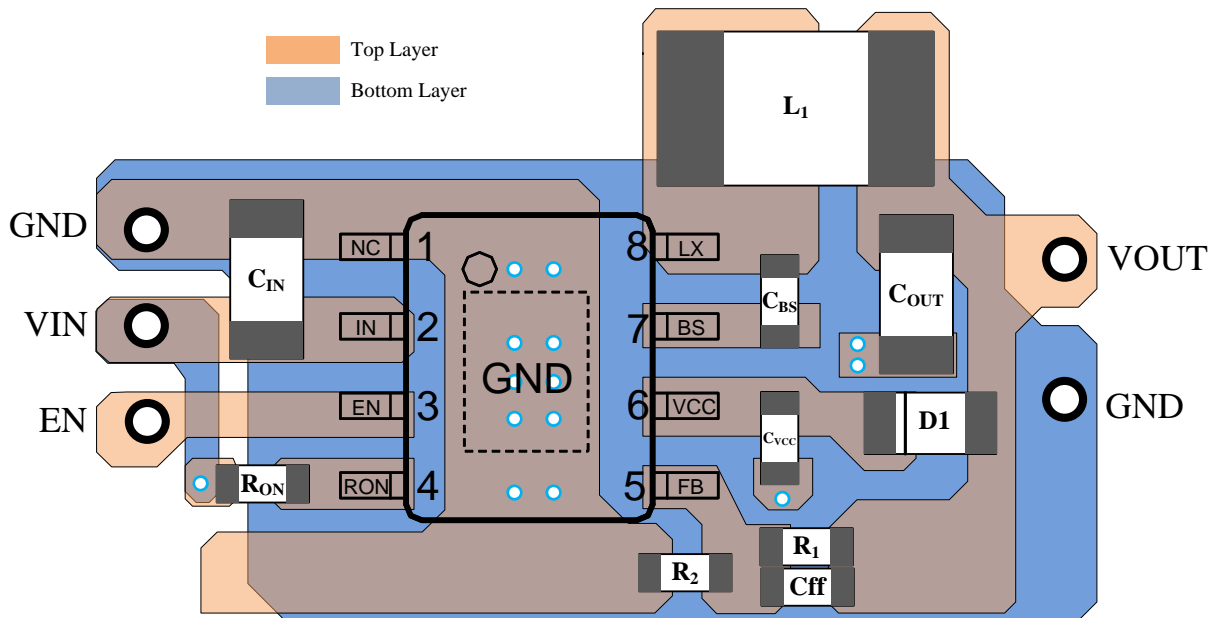 Top Layer
Bottom Layer
L1
GND
VIN
EN
CIN
NC 1
IN 2
EN 3
RON 4
RON
GND
8 LX
7 BS
6 VCC
5 FB
CBS
COUT
CVCC
D1
R1
R2
Cff
VOUT
GND